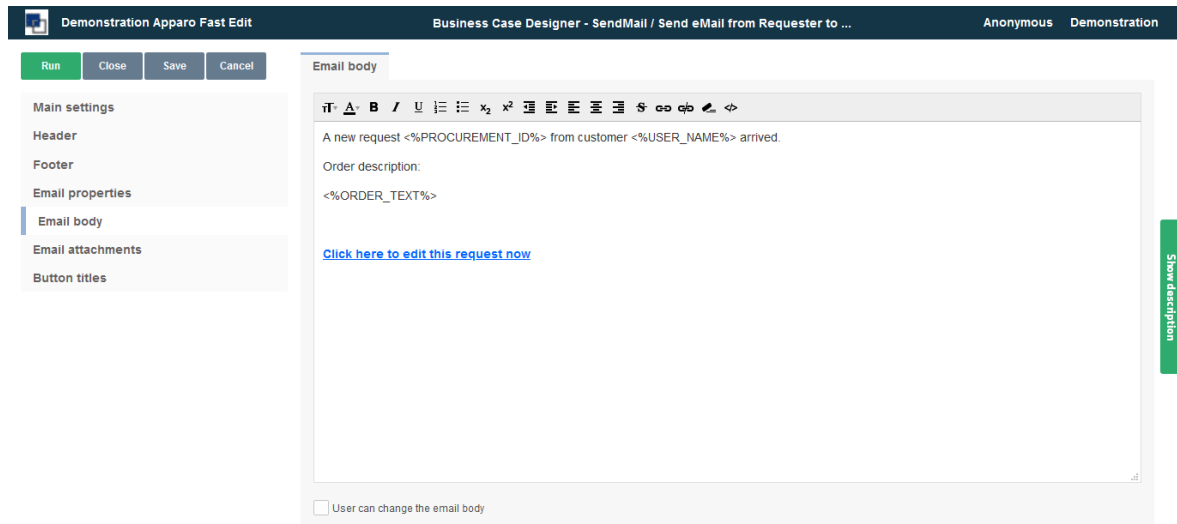 Demonstration Apparo Fast Edit
Business Case Designer - SendMail / Send eMail from Requester to ...
Anonymous Demonstration
Run Close Save Cancel
Email body
Main settings
Header
Footer
Email properties
Email body
Email attachments
Button titles
A new request <%PROCUREMENT_ID%> from customer <%USER_NAME%> arrived.
Order description:
<%ORDER_TEXT%>
Click here to edit this request now
Show description
User can change the email body